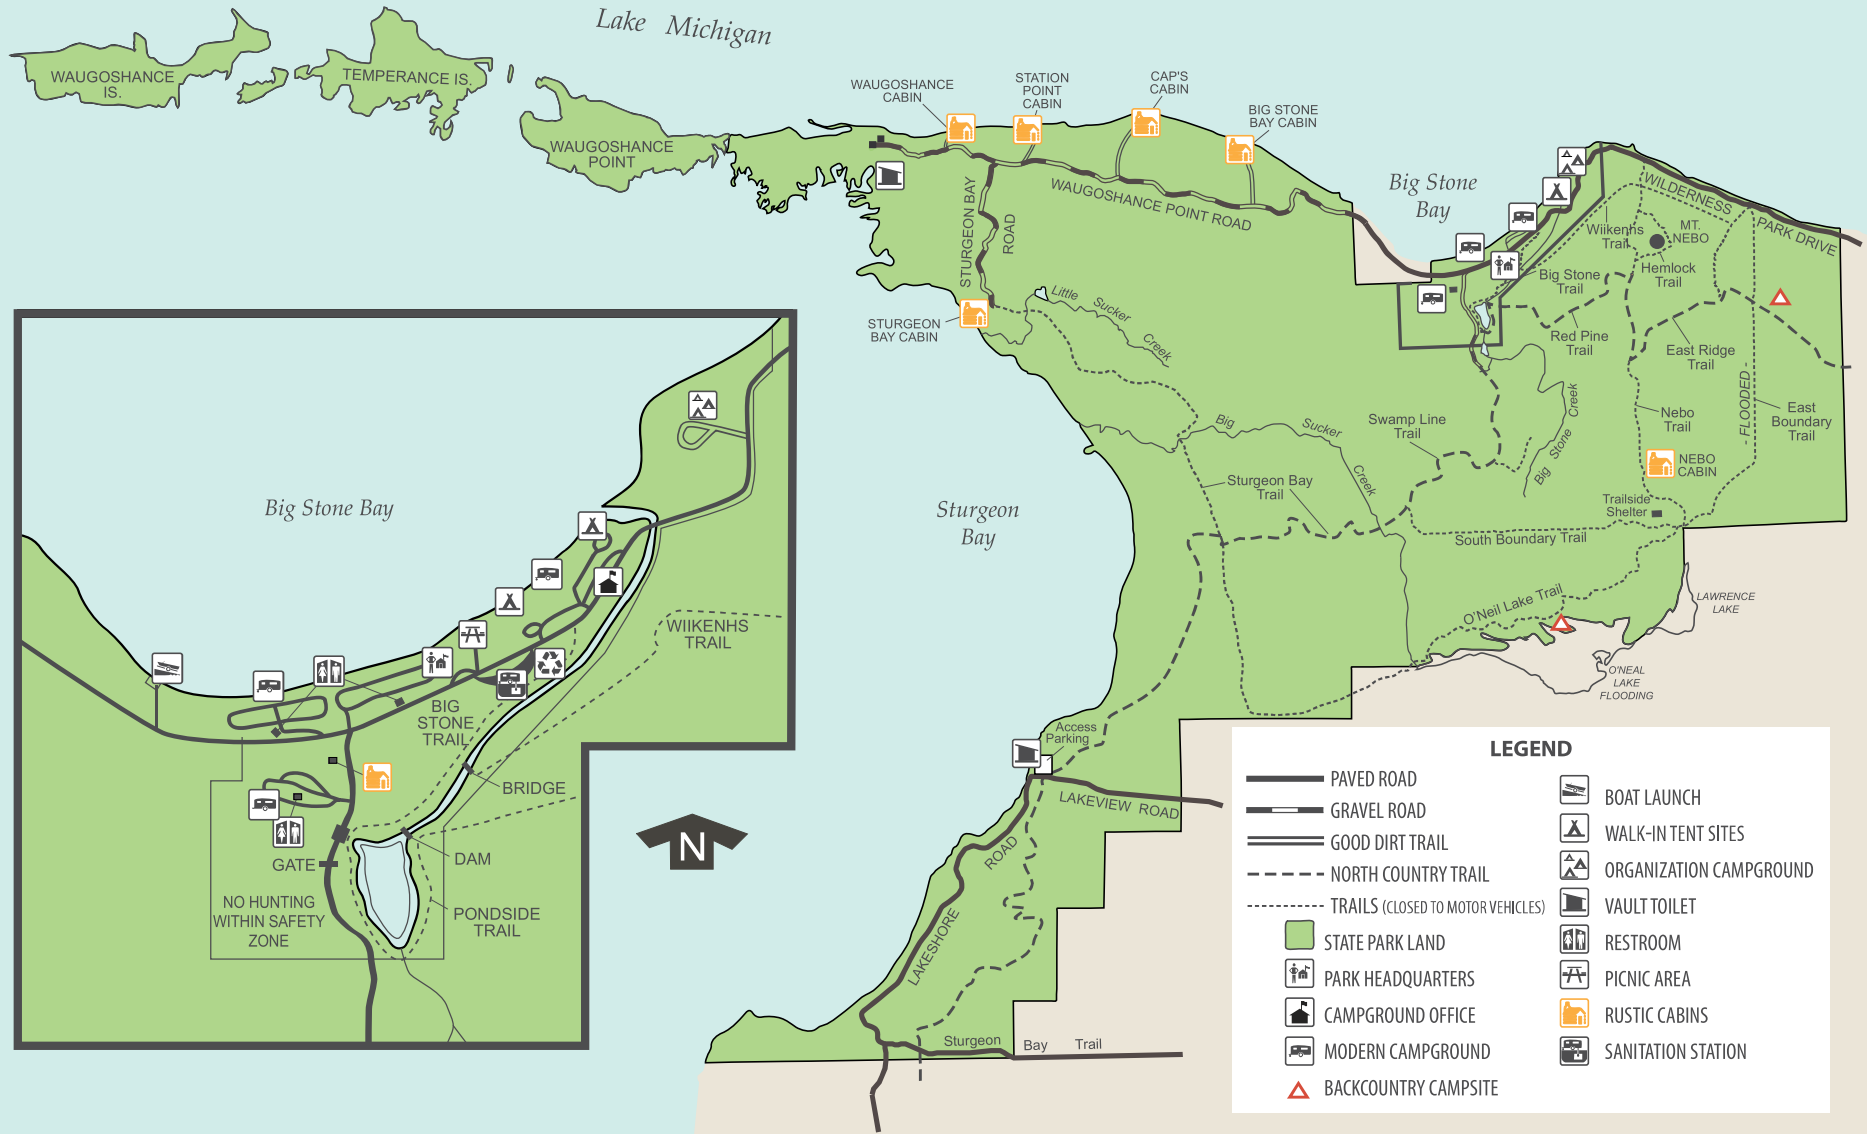 Lake Michigan
WAUGOSHANCE
IS.
TEMPERANCE IS.
WAUGOSHANCE
POINT
WAUGOSHANCE
CABIN
STATION
POINT
CABIN
CAP'S
CABIN
BIG STONE
BAY CABIN
Big Stone
Bay
WAUGOSHANCE POINT ROAD
STURGEON BAY
ROAD
STURGEON
BAY CABIN
WILDERNESS
PARK DRIVE
Wiikenhs
Trail
MT.
NEBO
Hemlock
Trail
Big Stone
Trail
Red Pine
Trail
East Ridge
Trail
Little Sucker Creek
Big Sucker Creek
Swamp Line
Trail
Big Stone Creek
Nebo
Trail
- FLOODED -
East
Boundary
Trail
NEBO
CABIN
Trailside
Shelter
Sturgeon Bay
Trail
South Boundary Trail
O'Neil Lake Trail
LAWRENCE
LAKE
O'NEAL
LAKE
FLOODING
Sturgeon
Bay
Access
Parking
LAKEVIEW ROAD
LAKESHORE
ROAD
Sturgeon Bay Trail
Big Stone Bay
WIIKENHS
TRAIL
BIG
STONE
TRAIL
BRIDGE
DAM
GATE
NO HUNTING
WITHIN SAFETY
ZONE
PONDSIDE
TRAIL
N
LEGEND
PAVED ROAD
GRAVEL ROAD
GOOD DIRT TRAIL
NORTH COUNTRY TRAIL
TRAILS (CLOSED TO MOTOR VEHICLES)
STATE PARK LAND
PARK HEADQUARTERS
CAMPGROUND OFFICE
MODERN CAMPGROUND
BACKCOUNTRY CAMPSITE
BOAT LAUNCH
WALK-IN TENT SITES
ORGANIZATION CAMPGROUND
VAULT TOILET
RESTROOM
PICNIC AREA
RUSTIC CABINS
SANITATION STATION